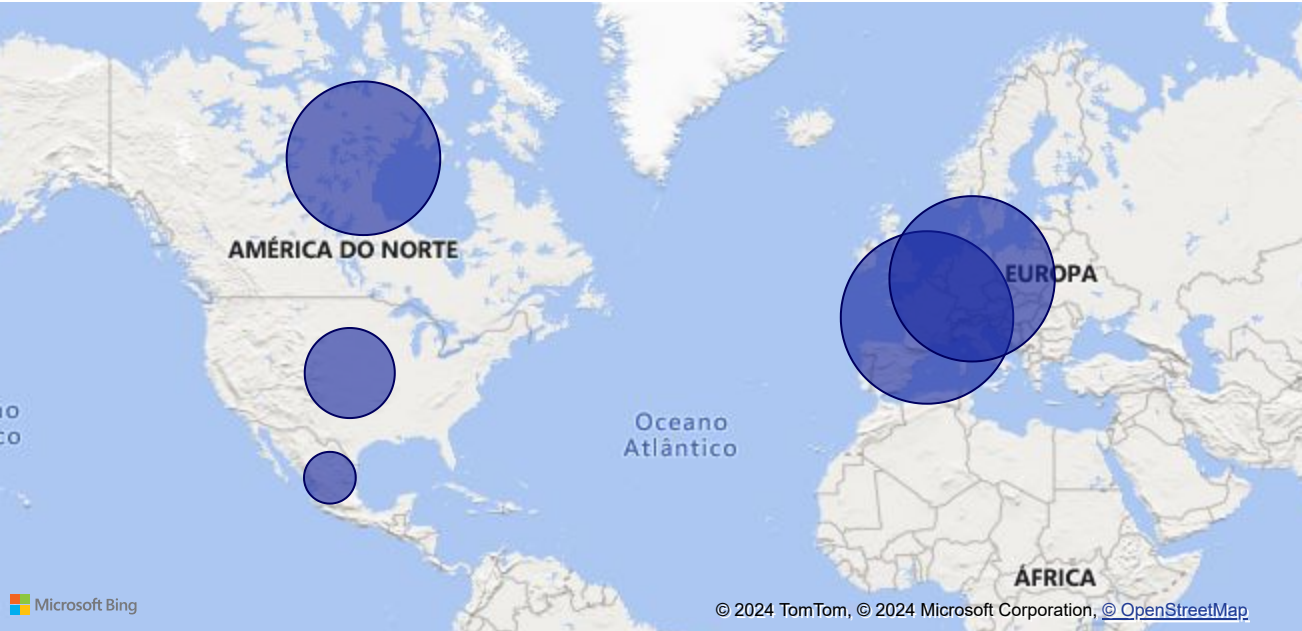 AMÉRICA DO NORTE
EUROPA
Oceano
Atlântico
ÁFRICA
Microsoft Bing
© 2024 TomTom, © 2024 Microsoft Corporation, © OpenStreetMap